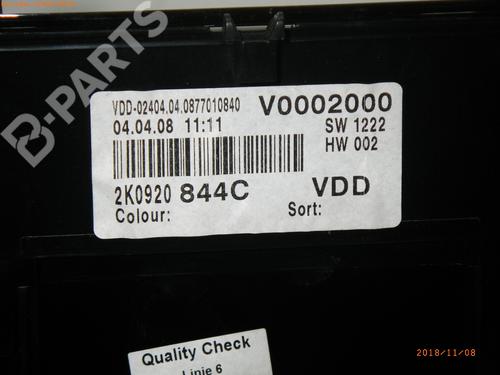 B-PARTS
VDD-02404.04.0877010840 V0002000
04.04.08 11:11 SW 1222
HW 002
2K0920 844C VDD
Colour: Sort:
Quality Check
Linie 6
2018/11/08